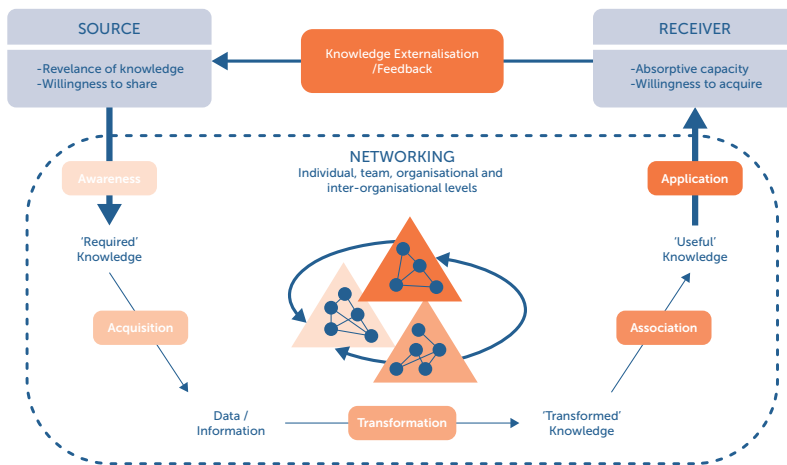 SOURCE
-Revelance of knowledge
-Willingness to share
Knowledge Externalisation
/Feedback
RECEIVER
-Absorptive capacity
-Willingness to acquire
NETWORKING
Individual, team, organisational and
inter-organisational levels
Awareness
Application
'Required'
Knowledge
'Useful'
Knowledge
Acquisition
Association
Data /
Information
Transformation
'Transformed'
Knowledge